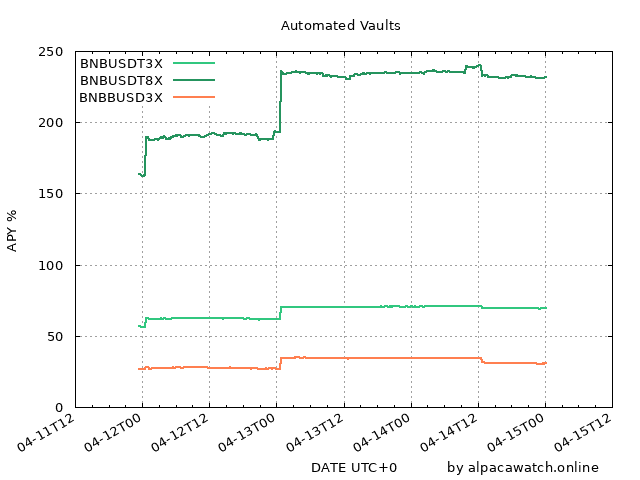 Automated Vaults
BNBUSDT3X
BNBUSDT8X
BNBBUSD3X
250
200
150
100
50
0
APY %
04-11T12
04-12T00
04-12T12
04-13T00
04-13T12
04-14T00
04-14T12
04-15T00
04-15T12
DATE UTC+0
by alpacawatch.online